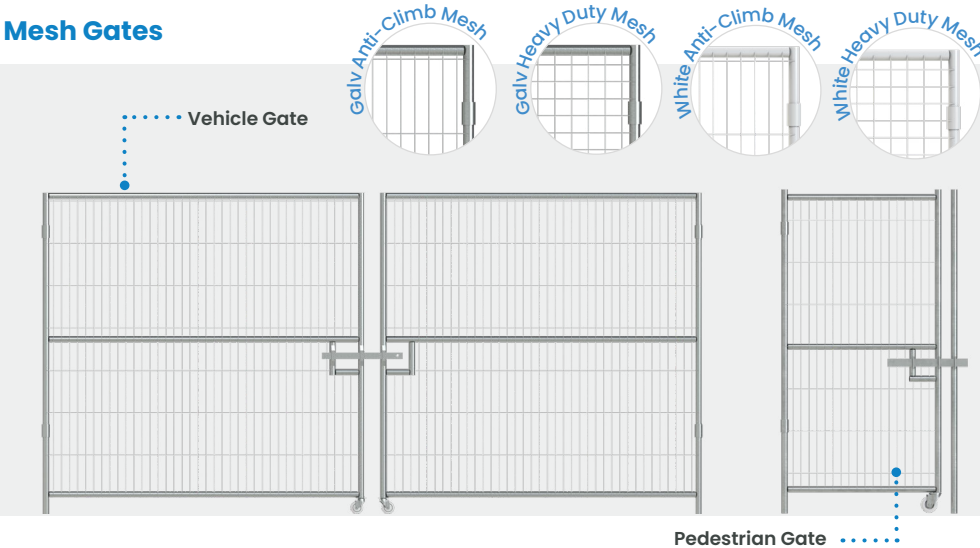 Mesh Gates
Galv Anti-Climb Mesh
Galv Heavy Duty Mesh
White Anti-Climb Mesh
White Heavy Duty Mesh
Vehicle Gate
Pedestrian Gate